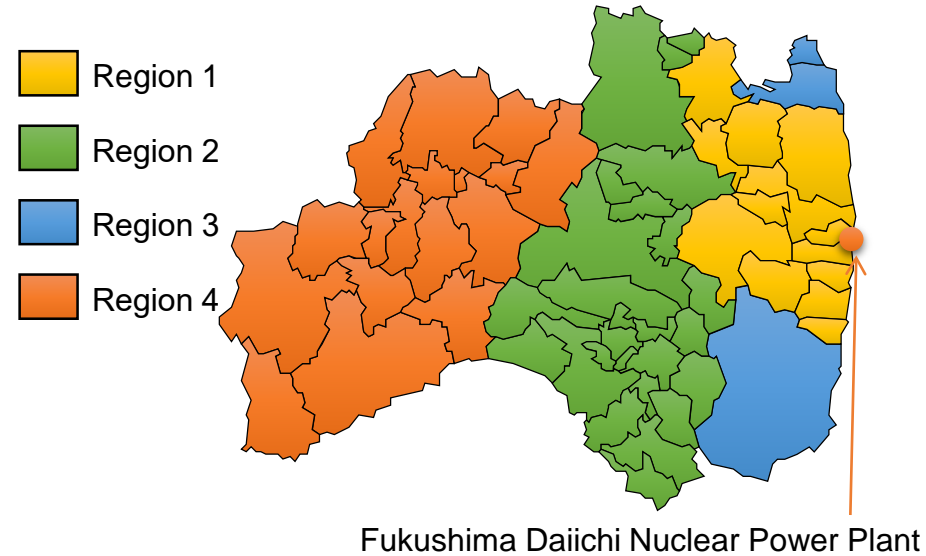 Region 1
Region 2
Region 3
Region 4
Fukushima Daiichi Nuclear Power Plant